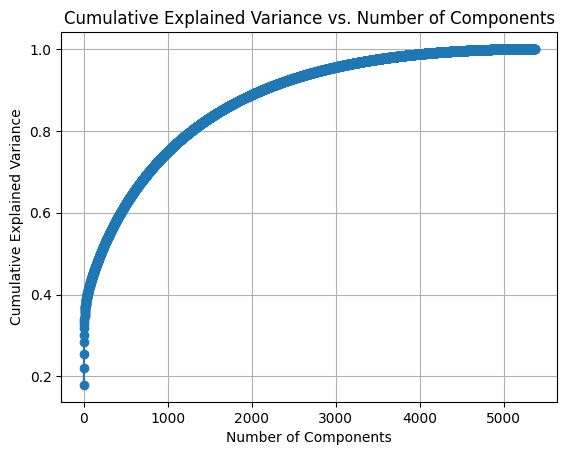 Cumulative Explained Variance vs. Number of Components
Cumulative Explained Variance
1.0
0.8
0.6
0.4
0.2
0 1000 2000 3000 4000 5000
Number of Components